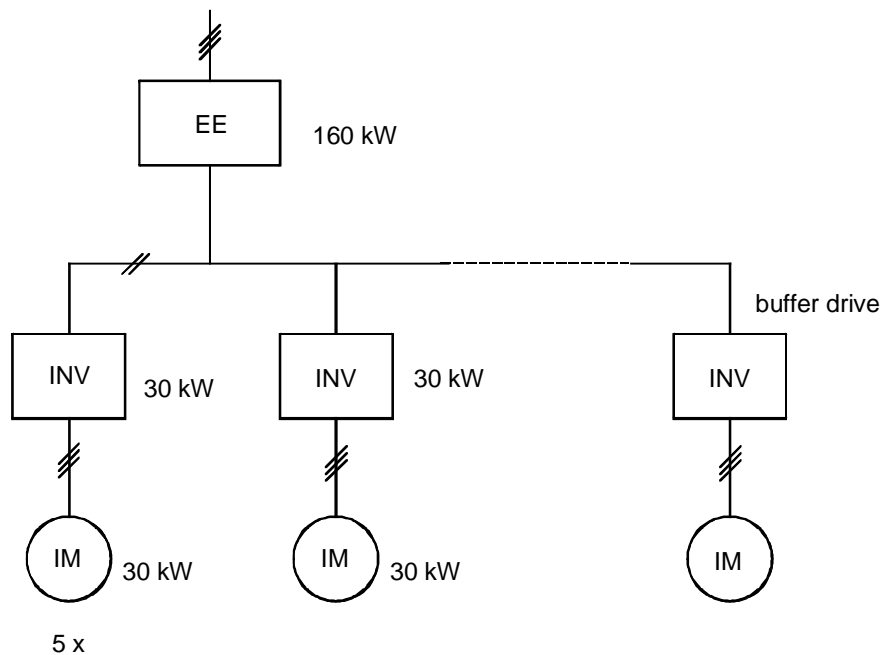 EE
160 kW
buffer drive
INV
30 kW
INV
30 kW
INV
IM
30 kW
IM
30 kW
IM
5 x